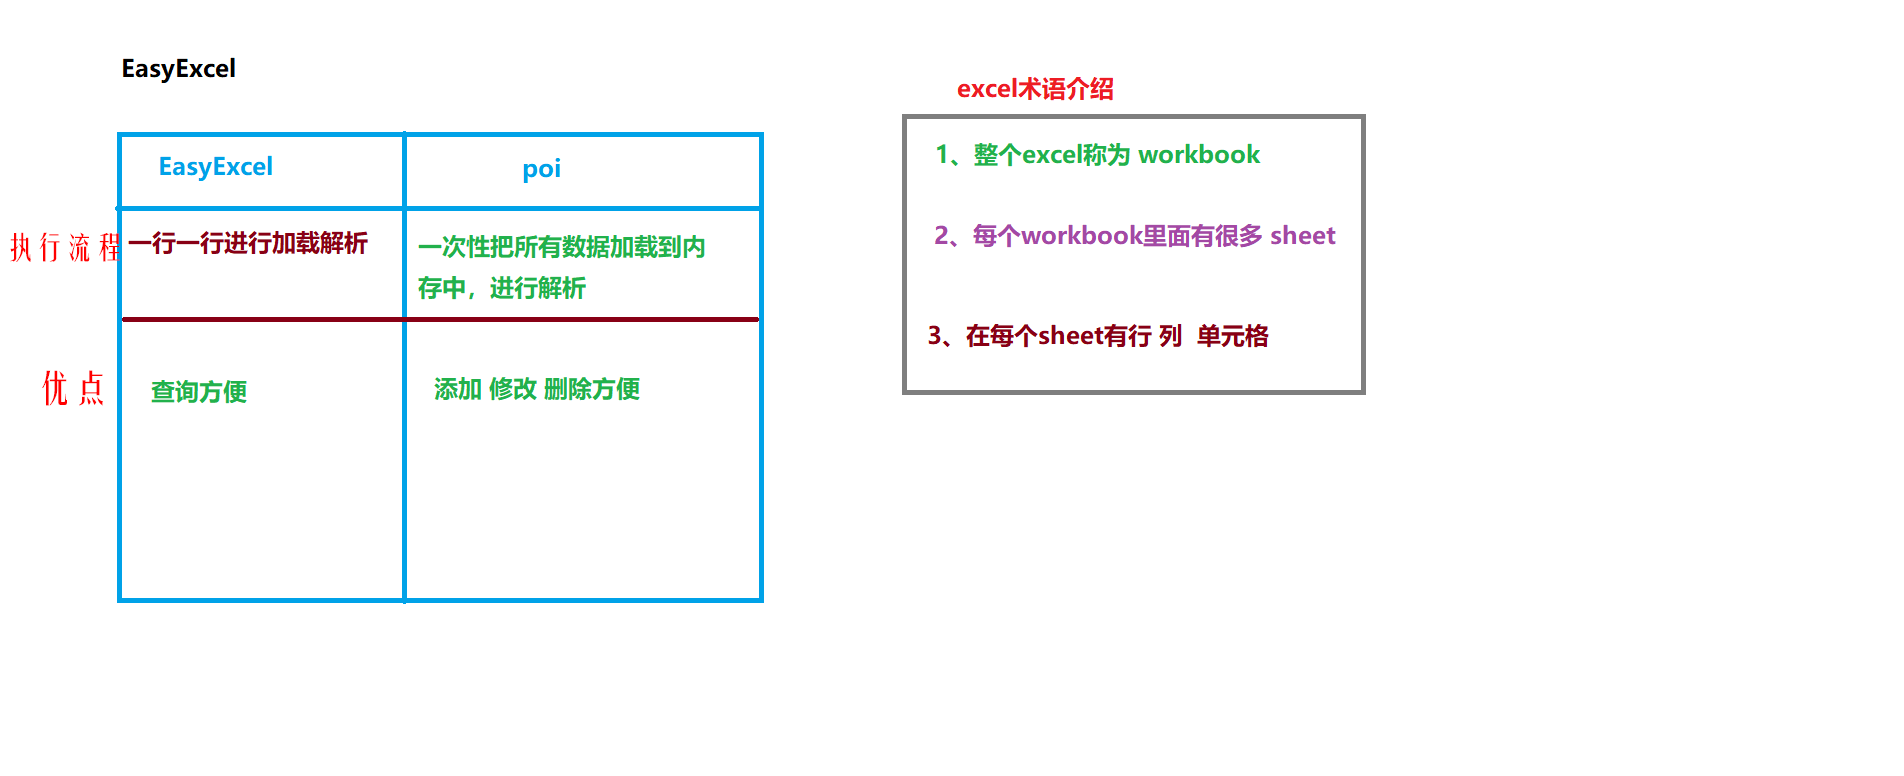 EasyExcel
EasyExcel
poi
执行流程
一行一行进行加载解析
一次性把所有数据加载到内
存中，进行解析
优点
查询方便
添加 修改 删除方便
excel术语介绍
1、整个excel称为 workbook
2、每个workbook里面有很多 sheet
3、在每个sheet有行 列 单元格